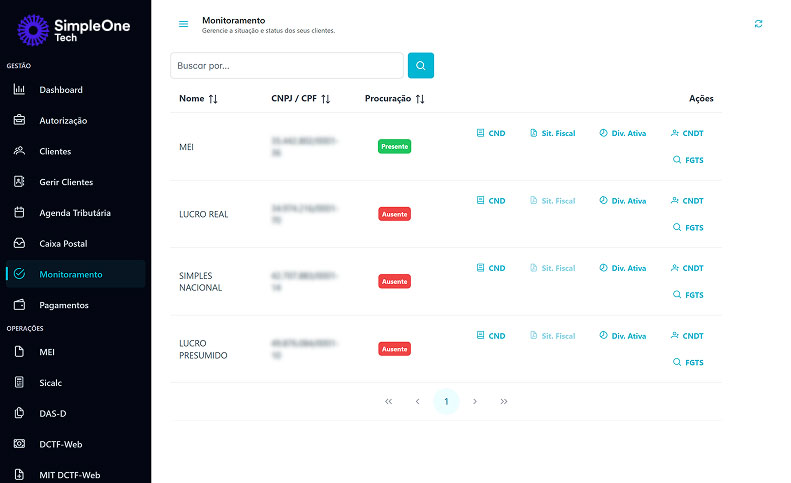 SimpleOne
Tech
GESTÃO
Dashboard
Autorização
Clientes
Gerir Clientes
Agenda Tributária
Caixa Postal
Monitoramento
Pagamentos
OPERAÇÕES
MEI
Sicalc
DAS-D
DCTF-Web
MIT DCTF-Web
Monitoramento
Gerencie a situação e status dos seus clientes.
Buscar por...
Nome CNPJ / CPF Procuração Ações
MEI Presente CND Sit. Fiscal Div. Ativa CNDT
FGTS
LUCRO REAL Ausente CND Sit. Fiscal Div. Ativa CNDT
FGTS
SIMPLES
NACIONAL Ausente CND Sit. Fiscal Div. Ativa CNDT
FGTS
LUCRO
PRESUMIDO Ausente CND Sit. Fiscal Div. Ativa CNDT
FGTS
1